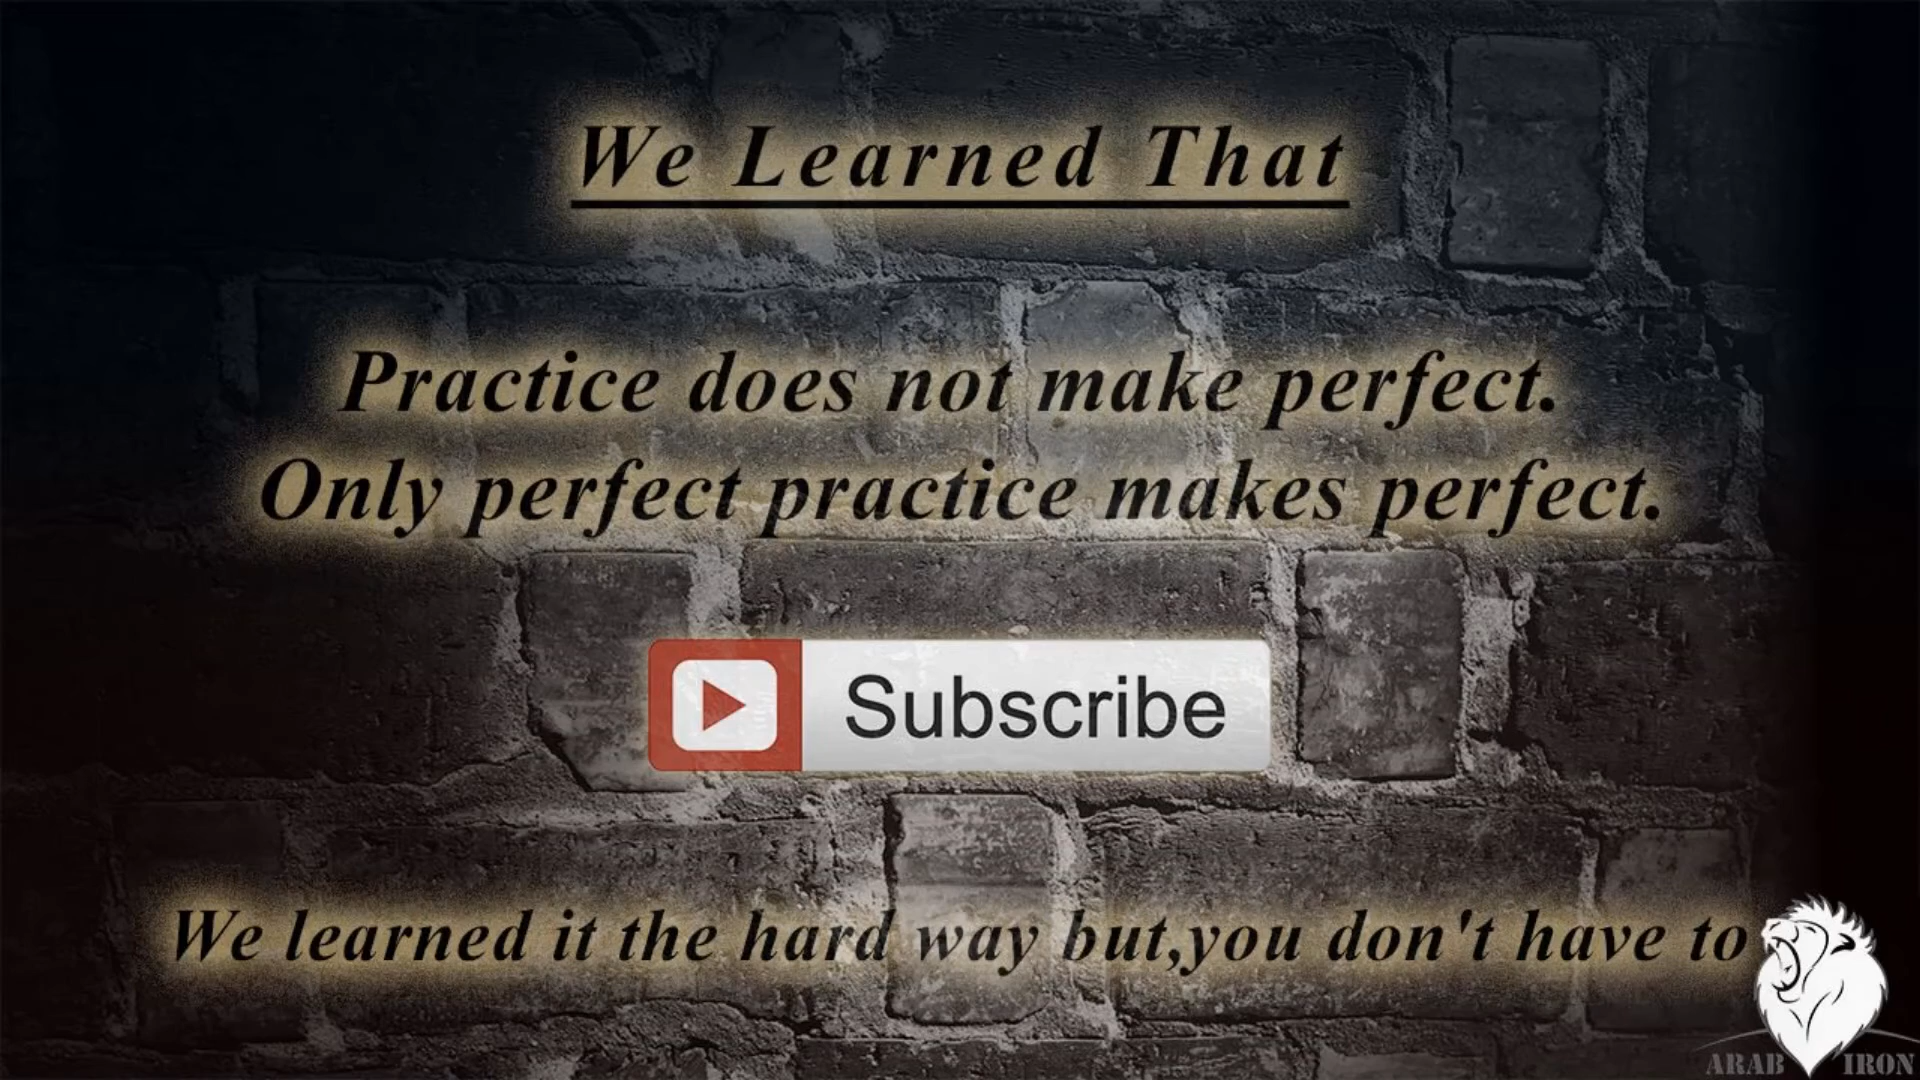 We Learned That
Practice does not make perfect.
Only perfect practice makes perfect.
Subscribe
We learned it the hard way but,you don't have to
ARAB IRON